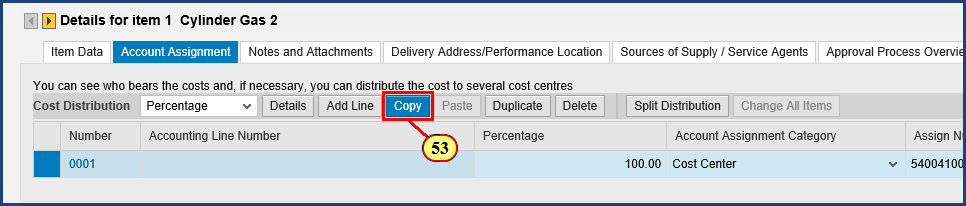 Details for item 1 Cylinder Gas 2
Item Data Account Assignment Notes and Attachments Delivery Address/Performance Location Sources of Supply / Service Agents Approval Process Overvie
You can see who bears the costs and, if necessary, you can distribute the cost to several cost centres
Cost Distribution Percentage Details Add Line Copy Paste Duplicate Delete Split Distribution Change All Items
Number Accounting Line Number Percentage Account Assignment Category Assign Nu
53
0001 100.00 Cost Center 54004100